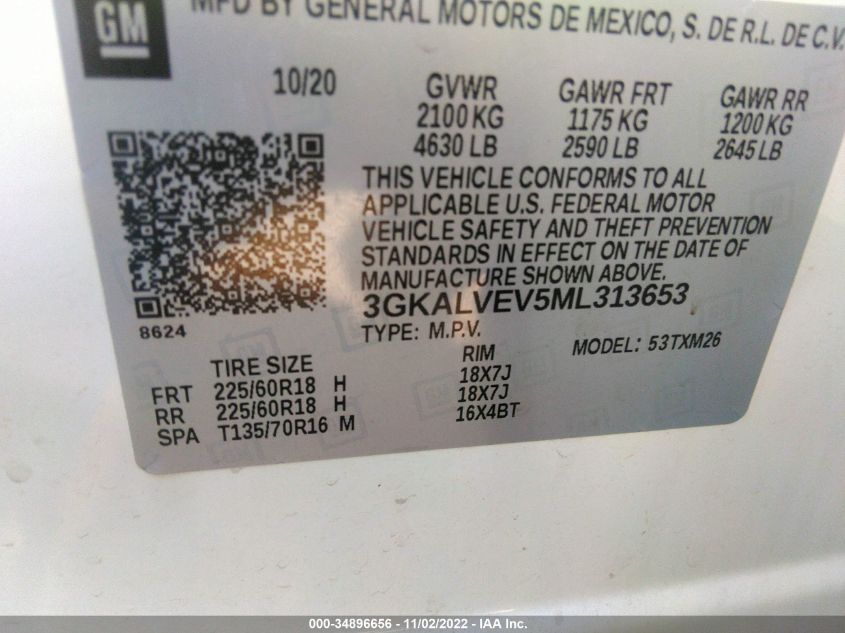 GM
MFD BY GENERAL MOTORS DE MEXICO, S. DE R.L. DE C.V.
10/20 GVWR GAWR FRT GAWR RR
2100 KG 1175 KG 1200 KG
4630 LB 2590 LB 2645 LB
THIS VEHICLE CONFORMS TO ALL
APPLICABLE U.S. FEDERAL MOTOR
VEHICLE SAFETY AND THEFT PREVENTION
STANDARDS IN EFFECT ON THE DATE OF
MANUFACTURE SHOWN ABOVE.
3GKALVEV5ML313653
8624 TYPE: M.P.V. MODEL: 53TXM26
TIRE SIZE RIM
FRT 225/60R18 H 18X7J
RR 225/60R18 H 18X7J
SPA T135/70R16 M 16X4BT
000-34896656 - 11/02/2022 - IAA Inc.